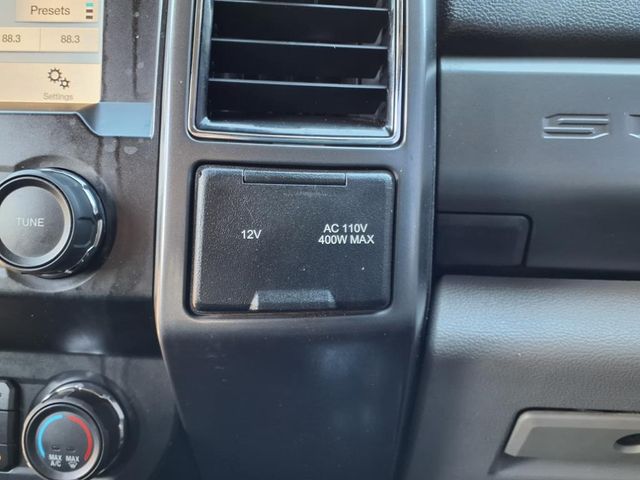 Presets
88.3 88.3
Settings
TUNE
12V
AC 110V
400W MAX
MAX
A/C
MAX